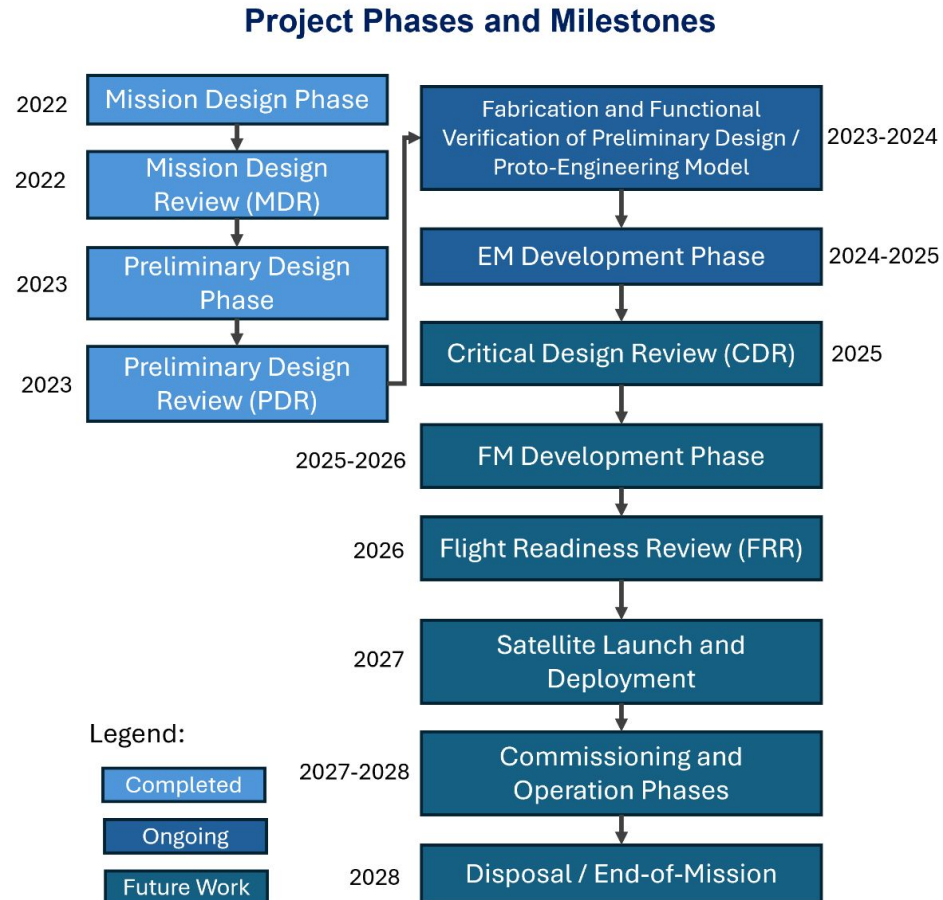 Project Phases and Milestones
2022
Mission Design Phase
2022
Mission Design
Review (MDR)
2023
Preliminary Design
Phase
2023
Preliminary Design
Review (PDR)
Fabrication and Functional
Verification of Preliminary Design /
Proto-Engineering Model
2023-2024
EM Development Phase
2024-2025
Critical Design Review (CDR)
2025
2025-2026
FM Development Phase
2026
Flight Readiness Review (FRR)
2027
Satellite Launch and
Deployment
2027-2028
Commissioning and
Operation Phases
2028
Disposal / End-of-Mission
Legend:
Completed
Ongoing
Future Work